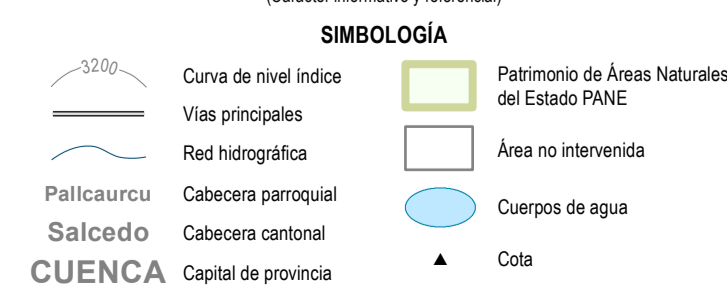 (Carácter informativo y referencial)
SIMBOLOGÍA
3200
Curva de nivel índice
Vías principales
Red hidrográfica
Pallcaurcu
Cabecera parroquial
Salcedo
Cabecera cantonal
CUENCA
Capital de provincia
Patrimonio de Áreas Naturales
del Estado PANE
Área no intervenida
Cuerpos de agua
Cota